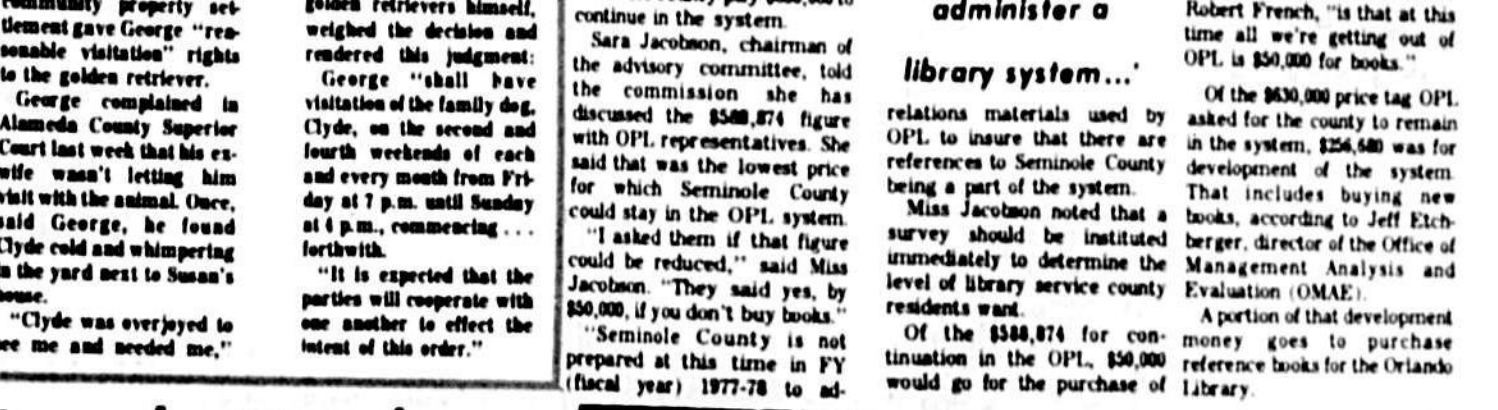 community property set-
tlement gave George "rea-
sonable visitation" rights
to the golden retriever.
George complained in
Alameda County Superior
Court last week that his ex-
wife wasn't letting him
visit with the animal. Once,
said George, he found
Clyde cold and whimpering
in the yard next to Susan's
house.
"Clyde was overjoyed to
see me and needed me,"
golden retrievers himself,
weighed the decision and
rendered this judgment:
George "shall have
visitation of the family dog,
Clyde, on the second and
fourth weekends of each
and every month from Fri-
day at 7 p.m. until Sunday
at 6 p.m., commencing . . .
forthwith.
"It is expected that the
parties will cooperate with
one another to effect the
intent of this order."
continue in the system.
Sara Jacobson, chairman of
the advisory committee, told
the commission she has
discussed the $588,874 figure
with OPL representatives. She
said that was the lowest price
for which Seminole County
could stay in the OPL system.
"I asked them if that figure
could be reduced," said Miss
Jacobson. "They said yes, by
$50,000, if you don't buy books."
"Seminole County is not
prepared at this time in FY
(fiscal year) 1977-78 to ad-
administer a
library system...'
relations materials used by
OPL to insure that there are
references to Seminole County
being a part of the system.
Miss Jacobson noted that a
survey should be instituted
immediately to determine the
level of library service county
residents want.
Of the $588,874 for con-
tinuation in the OPL, $50,000
would go for the purchase of
Robert French, "is that at this
time all we're getting out of
OPL is $50,000 for books."
Of the $630,000 price tag OPL
asked for the county to remain
in the system, $256,680 was for
development of the system.
That includes buying new
books, according to Jeff Etch-
berger, director of the Office of
Management Analysis and
Evaluation (OMAE).
A portion of that development
money goes to purchase
reference books for the Orlando
Library.